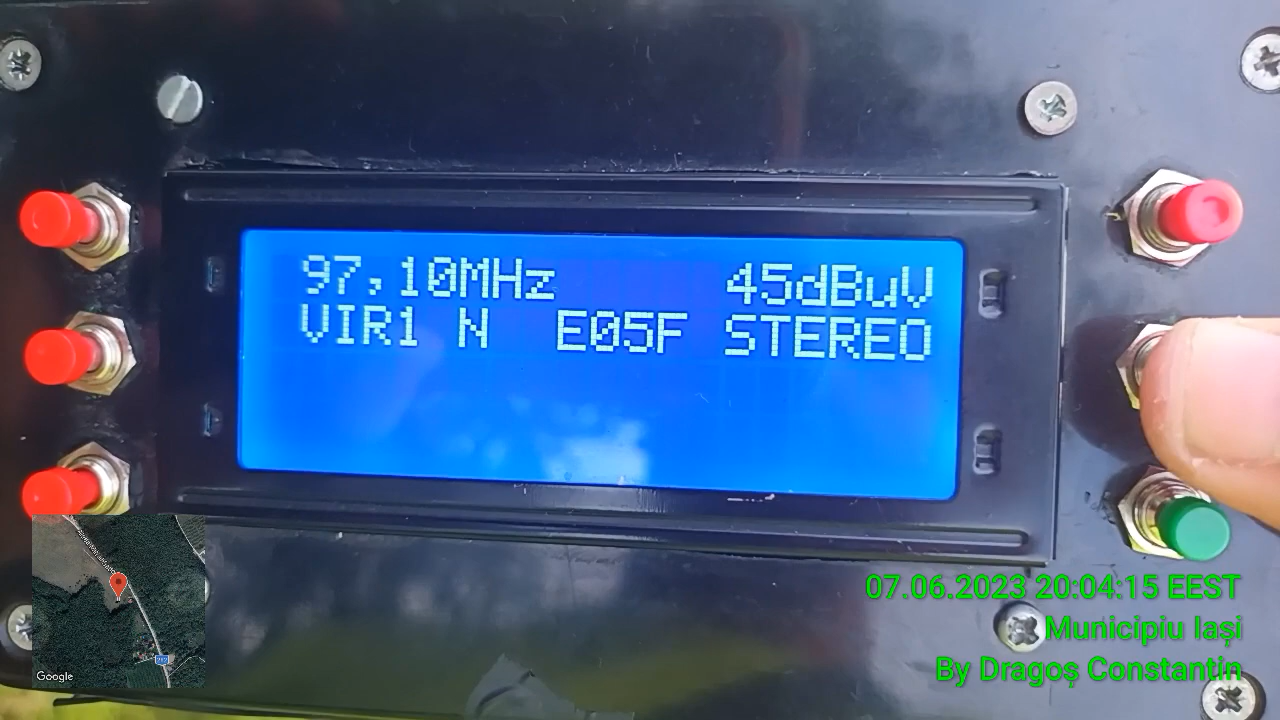 97,10MHz 45dBuV
VIR1 N E05F STEREO
07.06.2023 20:04:15 EEST
Municipiu Iași
By Dragoș Constantin
Google